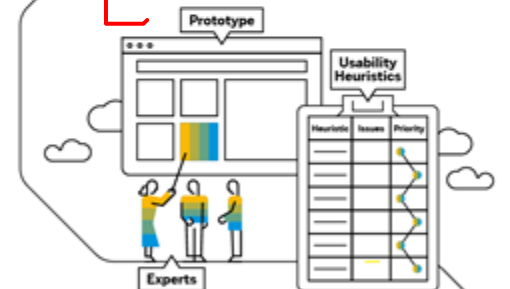 Prototype
Usability
Heuristics
Heuristic Issues Priority
Experts